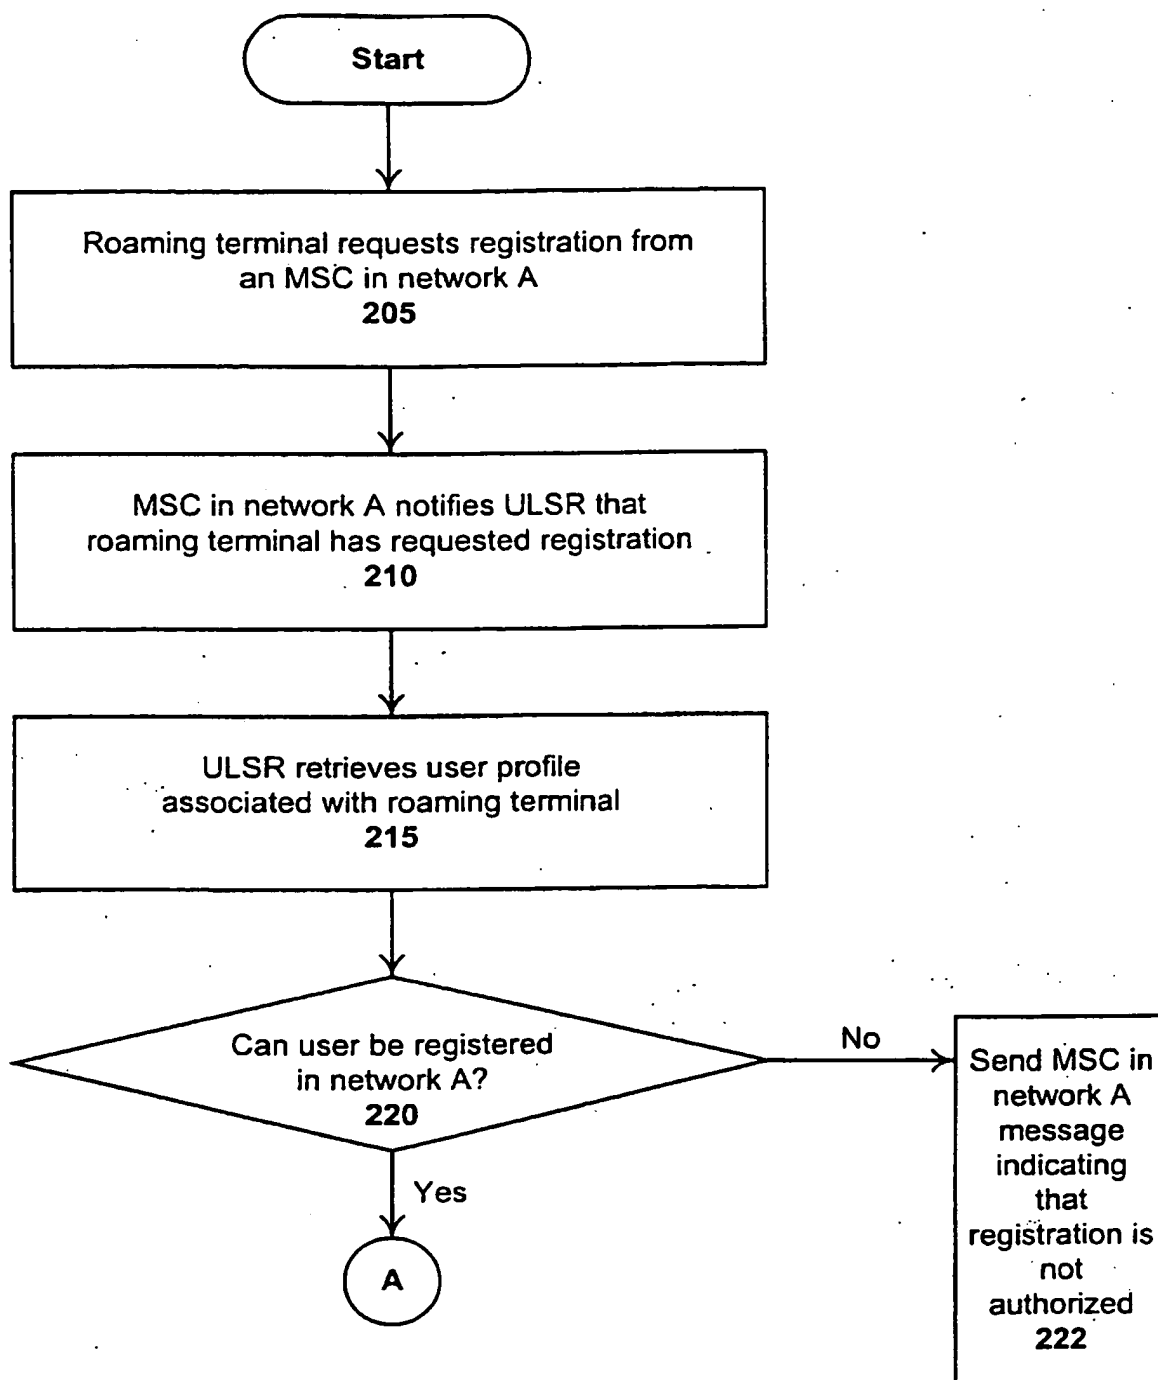 Start
Roaming terminal requests registration from
an MSC in network A
205
MSC in network A notifies ULSR that
roaming terminal has requested registration
210
ULSR retrieves user profile
associated with roaming terminal
215
Can user be registered
in network A?
220
No
Send MSC in
network A
message
indicating
that
registration is
not
authorized
222
Yes
A